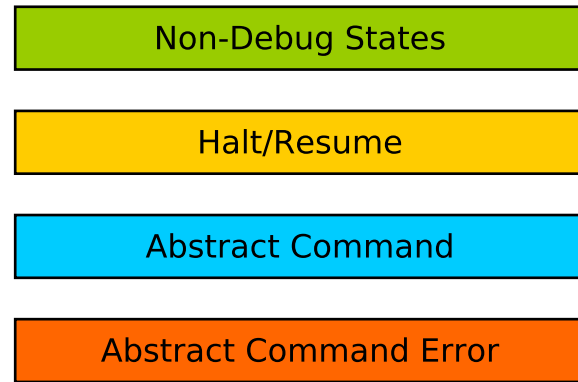 Non-Debug States
Halt/Resume
Abstract Command
Abstract Command Error